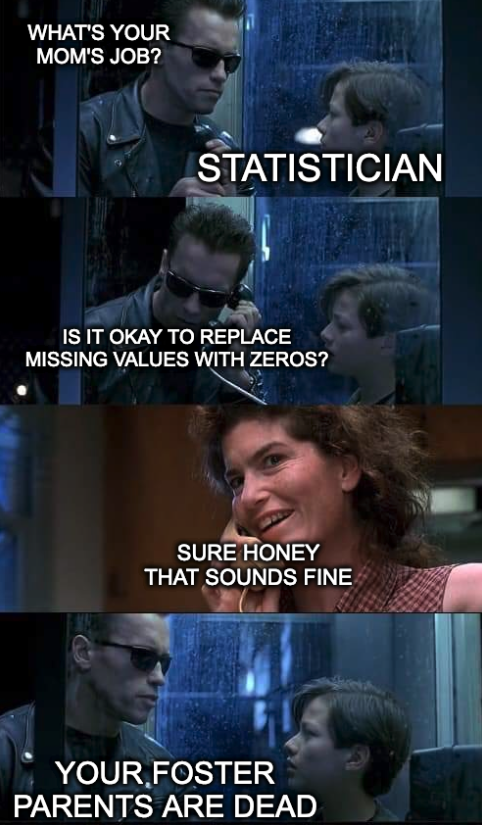 WHAT'S YOUR
MOM'S JOB?
STATISTICIAN
IS IT OKAY TO REPLACE
MISSING VALUES WITH ZEROS?
SURE HONEY
THAT SOUNDS FINE
YOUR FOSTER
PARENTS ARE DEAD